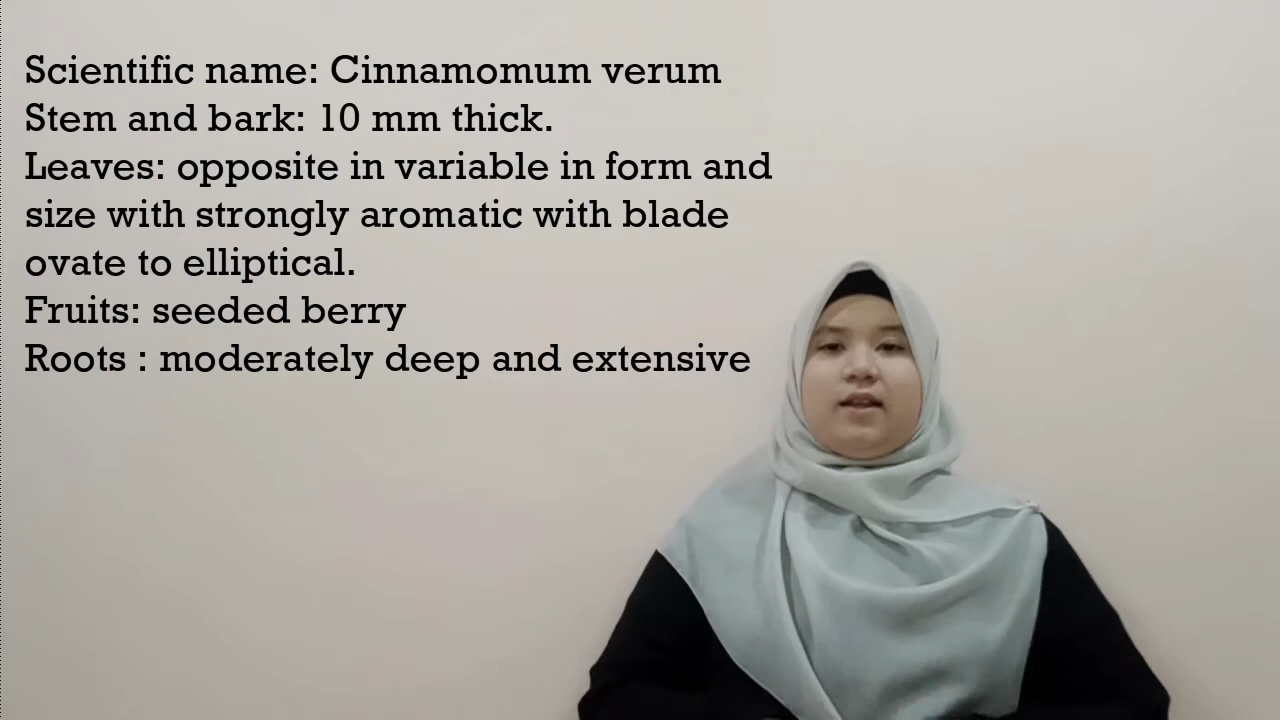 Scientific name: Cinnamomum verum
Stem and bark: 10 mm thick.
Leaves: opposite in variable in form and
size with strongly aromatic with blade
ovate to elliptical.
Fruits: seeded berry
Roots : moderately deep and extensive